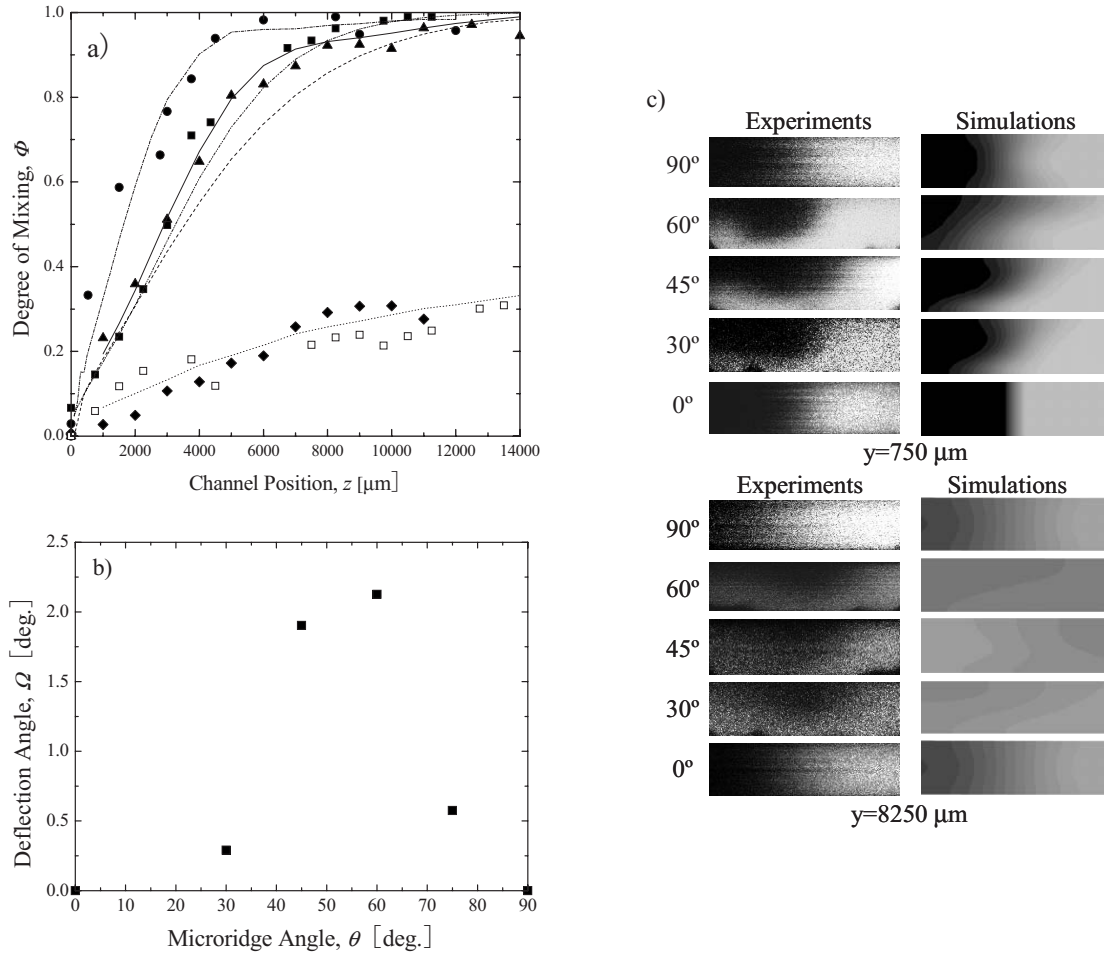 a)
1.0
0.8
0.6
0.4
0.2
0.0
Degree of Mixing, Φ
0 2000 4000 6000 8000 10000 12000 14000
Channel Position, z [μm]
b)
2.5
2.0
1.5
1.0
0.5
0.0
Deflection Angle, Ω [deg.]
0 10 20 30 40 50 60 70 80 90
Microridge Angle, θ [deg.]
c)
Experiments Simulations
90º
60º
45º
30º
0º
y=750 μm
Experiments Simulations
90º
60º
45º
30º
0º
y=8250 μm